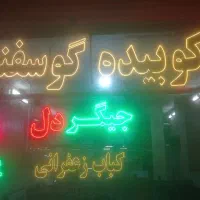 کوبیده گوسفند
جیگر دل
کباب زعفرانی